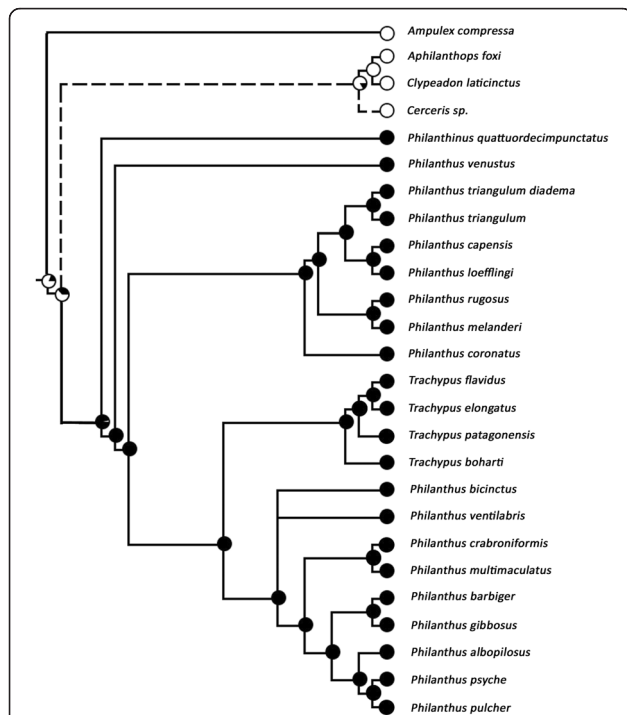 Ampulex compressa
Aphilanthops foxi
Clypeadon laticinctus
Cerceris sp.
Philanthinus quattuordecimpunctatus
Philanthus venustus
Philanthus triangulum diadema
Philanthus triangulum
Philanthus capensis
Philanthus loefflingi
Philanthus rugosus
Philanthus melanderi
Philanthus coronatus
Trachypus flavidus
Trachypus elongatus
Trachypus patagonensis
Trachypus boharti
Philanthus bicinctus
Philanthus ventilabris
Philanthus crabroniformis
Philanthus multimaculatus
Philanthus barbiger
Philanthus gibbosus
Philanthus albopilosus
Philanthus psyche
Philanthus pulcher